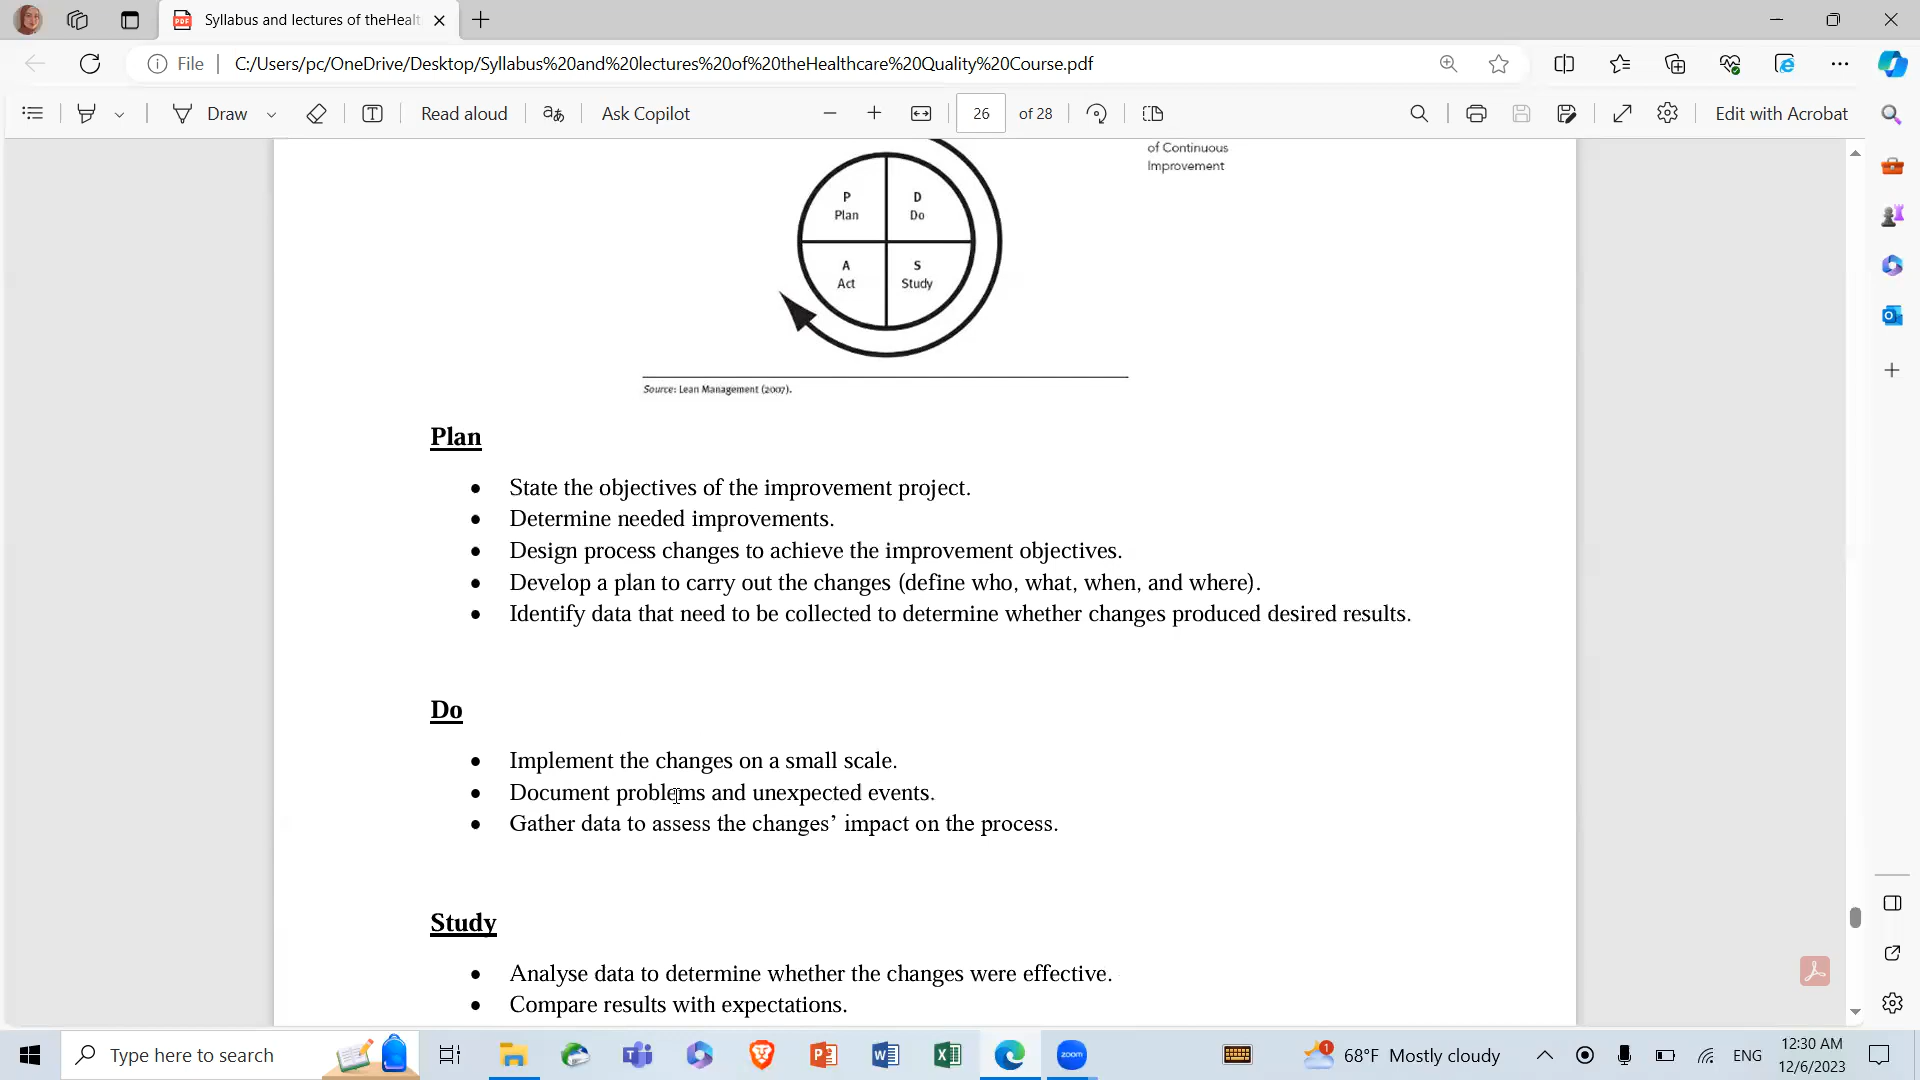 Syllabus and lectures of theHealt
File
C:/Users/pc/OneDrive/Desktop/Syllabus%20and%20lectures%20of%20theHealthcare%20Quality%20Course.pdf
Draw
Read aloud
aあ
Ask Copilot
26
of 28
Edit with Acrobat
of Continuous
Improvement
P
Plan
D
Do
A
Act
S
Study
Source: Lean Management (2007).
Plan
• State the objectives of the improvement project.
• Determine needed improvements.
• Design process changes to achieve the improvement objectives.
• Develop a plan to carry out the changes (define who, what, when, and where).
• Identify data that need to be collected to determine whether changes produced desired results.
Do
• Implement the changes on a small scale.
• Document problems and unexpected events.
• Gather data to assess the changes’ impact on the process.
Study
• Analyse data to determine whether the changes were effective.
• Compare results with expectations.
Type here to search
zoom
1
68°F Mostly cloudy
ENG
12:30 AM
12/6/2023